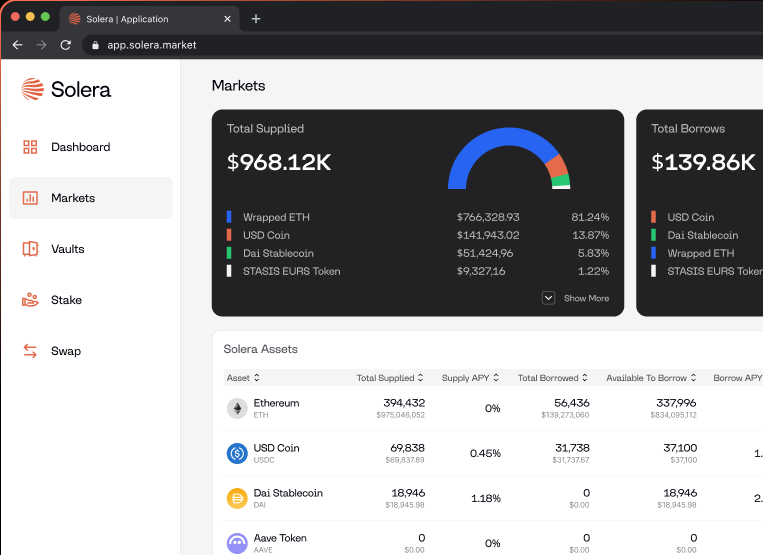 Solera | Application
app.solera.market
Solera
Dashboard
Markets
Vaults
Stake
Swap
Markets
Total Supplied
$968.12K
Wrapped ETH $766,328.93 81.24%
USD Coin $141,943.02 13.87%
Dai Stablecoin $51,424,96 5.83%
STASIS EURS Token $9,327,16 1.22%
Show More
Total Borrows
$139.86K
USD Coin
Dai Stablecoin
Wrapped ETH
STASIS EURS Token
Solera Assets
Asset Total Supplied Supply APY Total Borrowed Available To Borrow Borrow APY
Ethereum 394,432 0% 56,436 337,996
ETH $975,046,052 $139,273,060 $834,095,112
USD Coin 69,838 0.45% 31,738 37,100 1.
USDC $69,837.89 $31,737.67 $37,100
Dai Stablecoin 18,946 1.18% 0 18,946 2.
DAI $18,945.98 $0.00 $18,945.98
Aave Token 0 0% 0 0
AAVE $0.00 $0.00 $0.00